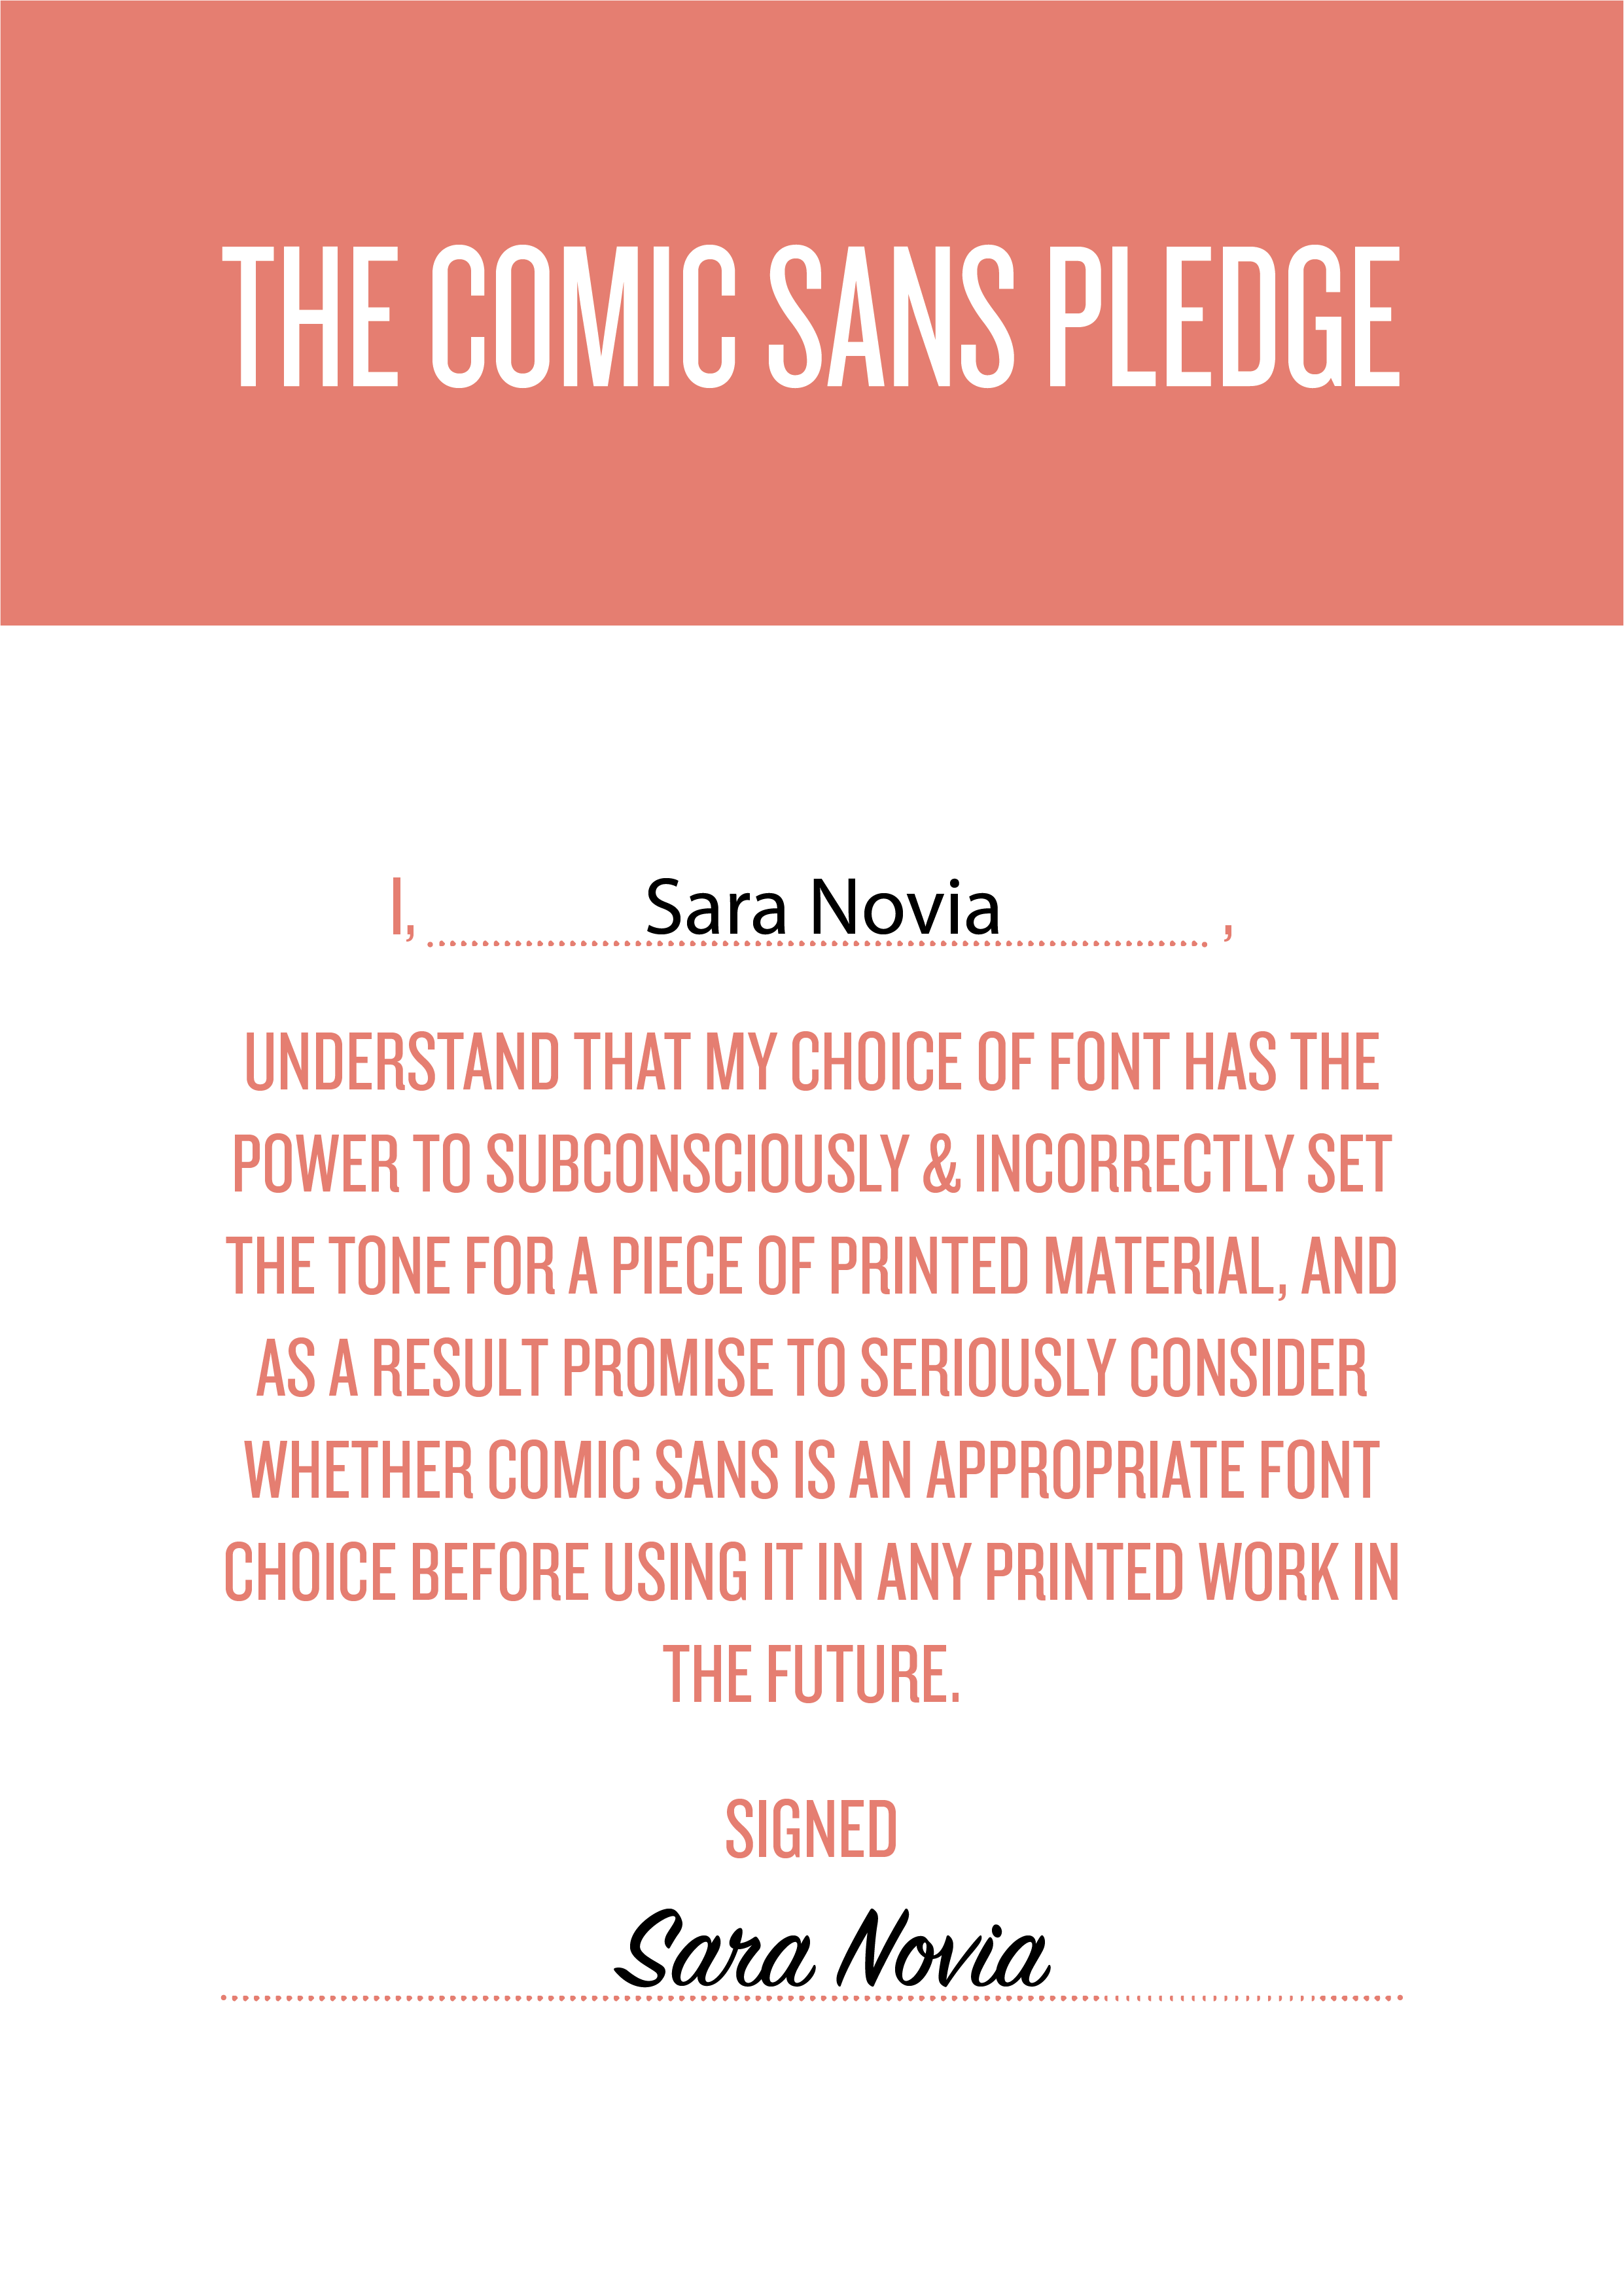 THE COMIC SANS PLEDGE
I, Sara Novia ,
UNDERSTAND THAT MY CHOICE OF FONT HAS THE
POWER TO SUBCONSCIOUSLY & INCORRECTLY SET
THE TONE FOR A PIECE OF PRINTED MATERIAL, AND
AS A RESULT PROMISE TO SERIOUSLY CONSIDER
WHETHER COMIC SANS IS AN APPROPRIATE FONT
CHOICE BEFORE USING IT IN ANY PRINTED WORK IN
THE FUTURE.
SIGNED
Sara Novia